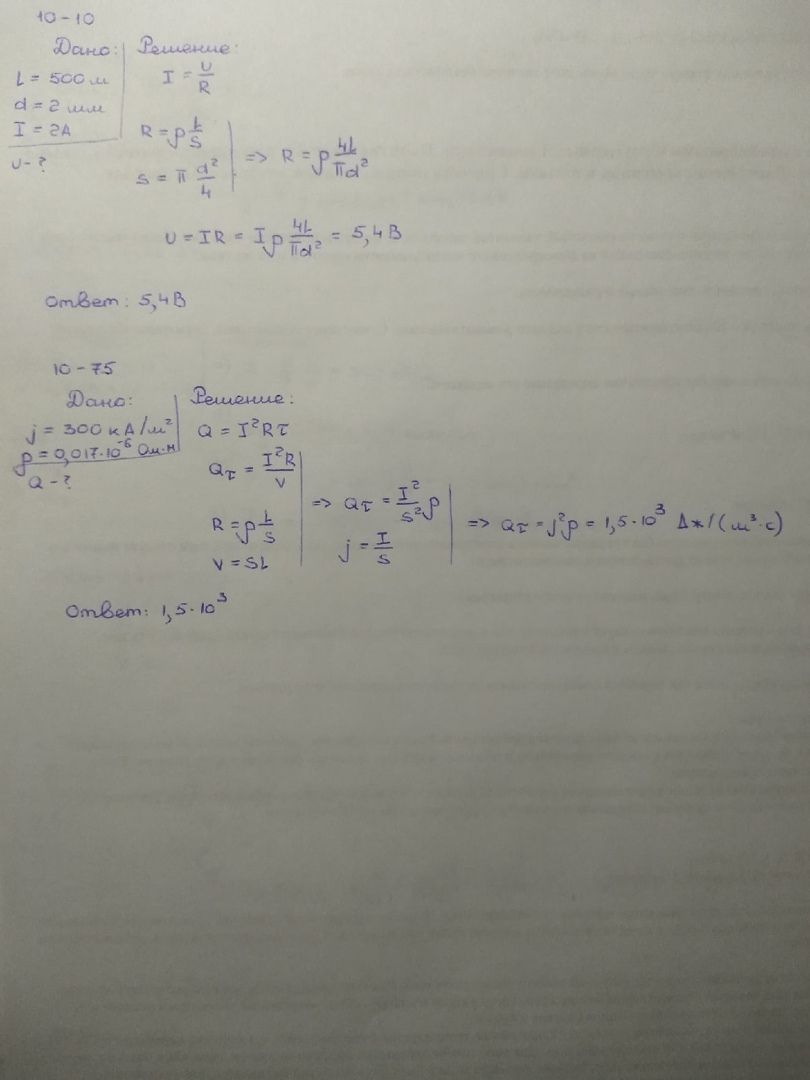 10-10
Дано: Решение:
L = 500 м I = U/R
d = 2 мм
I = 2А R = ρ L/S => R = ρ 4L/πd²
U - ? S = π d²/4
U = IR = Iρ 4L/πd² = 5,4 В
Ответ: 5,4 В
10-75
Дано: Решение:
j = 300 кА/м² Q = I²Rτ
ρ = 0,017·10⁻⁶ Ом·м
Q - ? Qτ = I²R/V => Qτ = I²/S² ρ => Qτ = j²ρ = 1,5·10³ Дж/(м³·с)
R = ρ L/S j = I/S
V = SL
Ответ: 1,5·10³